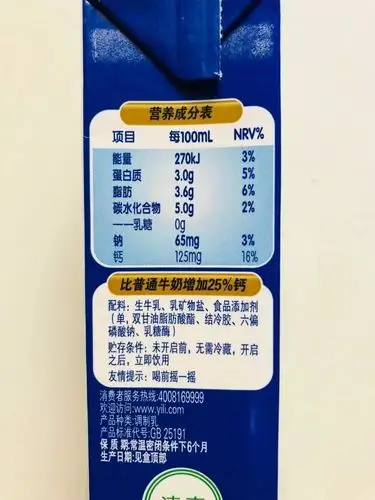 营养成分表
项目 每100mL NRV%
能量 270kJ 3%
蛋白质 3.0g 5%
脂肪 3.6g 6%
碳水化合物 5.0g 2%
——乳糖 0g
钠 65mg 3%
钙 125mg 16%
比普通牛奶增加25%钙
配料：生牛乳、乳矿物盐、食品添加剂
（单，双甘油脂肪酸酯、结冷胶、六偏
磷酸钠、乳糖酶）
贮存条件：未开启前，无需冷藏，开启
之后，立即饮用
友情提示：喝前摇一摇
消费者服务热线:4008169999
欢迎访问:www.yili.com
产品种类:调制乳
产品标准代号:GB 25191
保质期:常温密闭条件下6个月
生产日期:见盒顶部